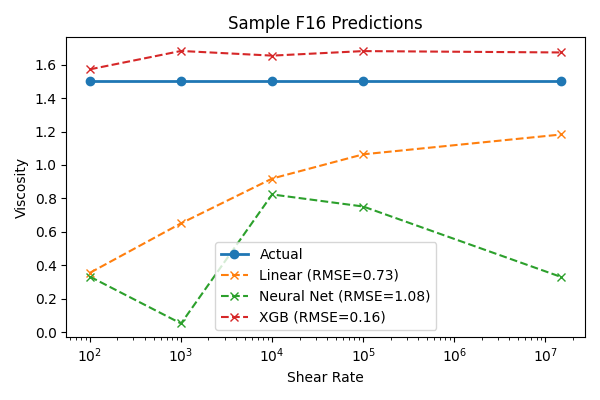 Sample F16 Predictions
Viscosity
1.6
1.4
1.2
1.0
0.8
0.6
0.4
0.2
0.0
Actual
Linear (RMSE=0.73)
Neural Net (RMSE=1.08)
XGB (RMSE=0.16)
10²
10³
10⁴
10⁵
10⁶
10⁷
Shear Rate